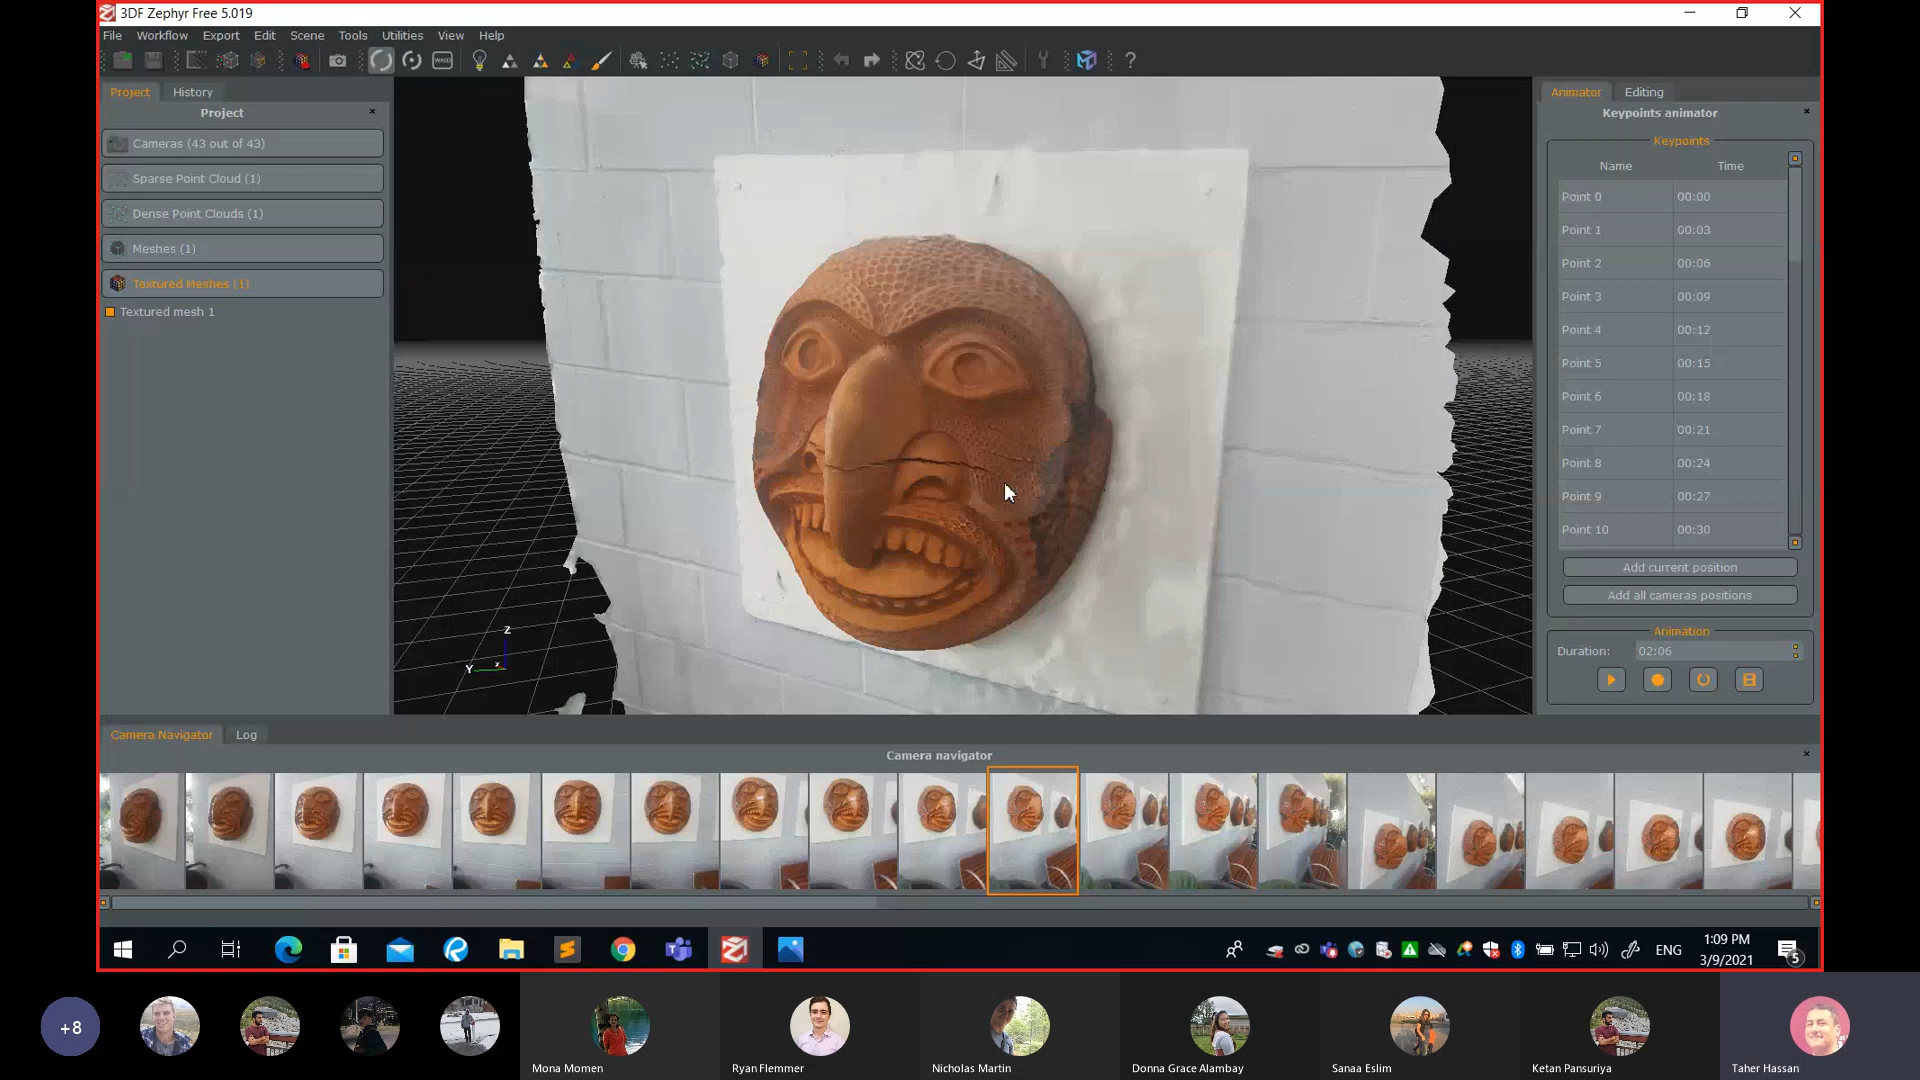 3DF Zephyr Free 5.019
File Workflow Export Edit Scene Tools Utilities View Help
WASD
?
Project History
Project
Cameras (43 out of 43)
Sparse Point Cloud (1)
Dense Point Clouds (1)
Meshes (1)
Textured Meshes (1)
Textured mesh 1
Z
Y x
Animator Editing
Keypoints animator
Keypoints
Name Time
Point 0 00:00
Point 1 00:03
Point 2 00:06
Point 3 00:09
Point 4 00:12
Point 5 00:15
Point 6 00:18
Point 7 00:21
Point 8 00:24
Point 9 00:27
Point 10 00:30
Add current position
Add all cameras positions
Animation
Duration: 02:06
Camera Navigator Log
Camera navigator
ENG
1:09 PM
3/9/2021
5
+8
Mona Momen
Ryan Flemmer
Nicholas Martin
Donna Grace Alambay
Sanaa Eslim
Ketan Pansuriya
Taher Hassan